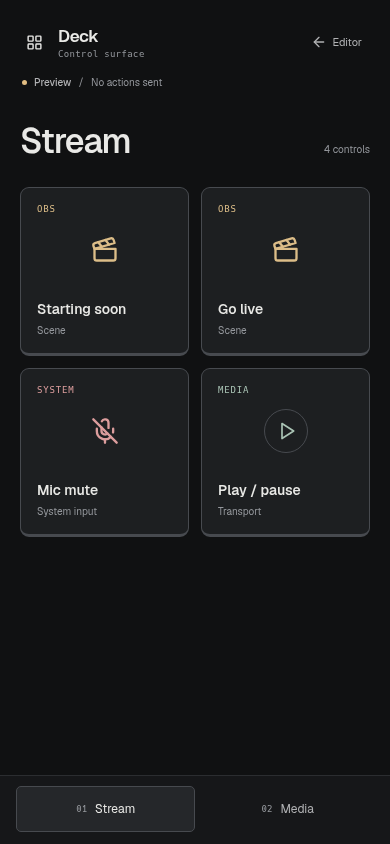 Deck
Control surface
Editor
Preview / No actions sent
Stream
4 controls
OBS
Starting soon
Scene
OBS
Go live
Scene
SYSTEM
Mic mute
System input
MEDIA
Play / pause
Transport
01 Stream
02 Media